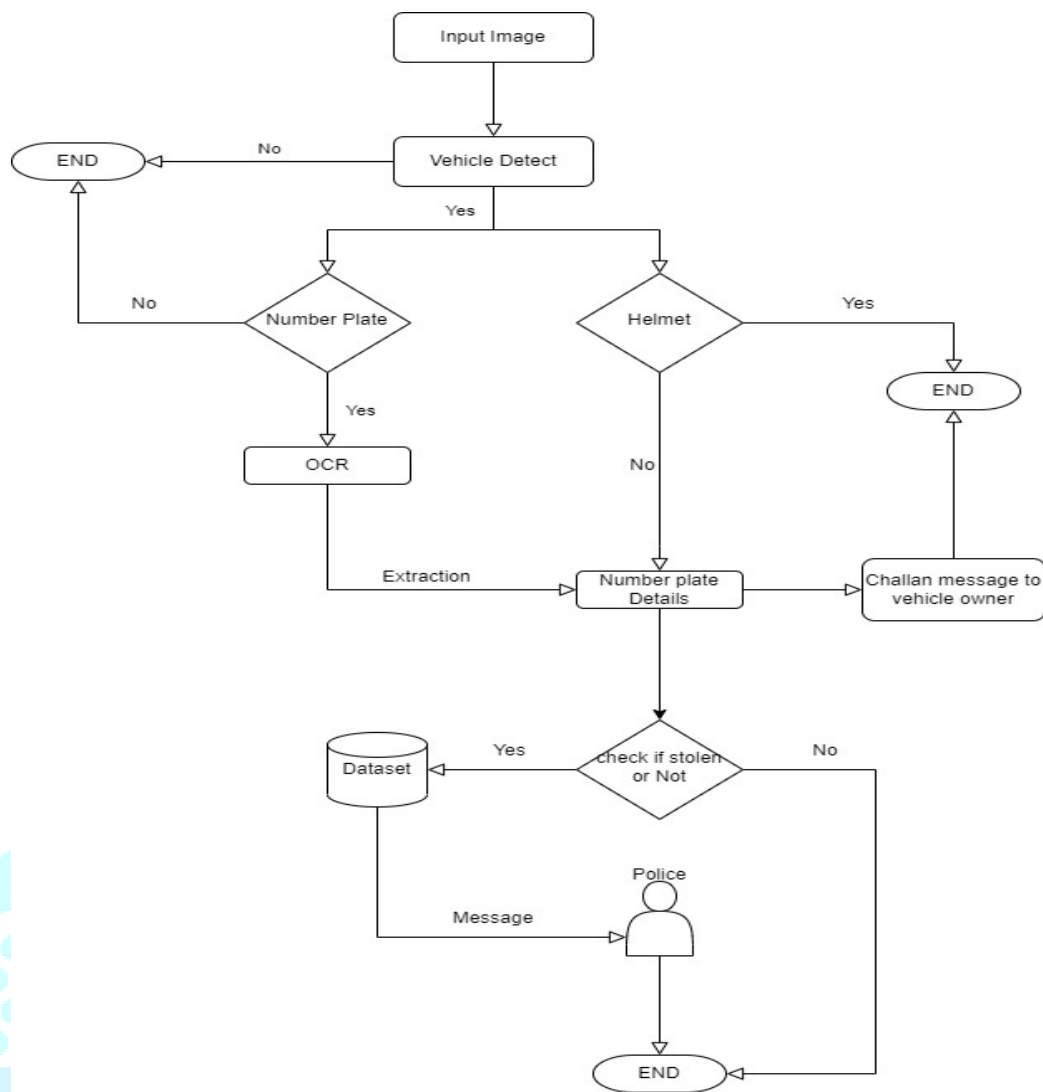 Input Image
END
No
Vehicle Detect
Yes
No
Number Plate
Helmet
Yes
END
Yes
OCR
No
Extraction
Number plate
Details
Challan message to
vehicle owner
Dataset
Yes
check if stolen
or Not
No
Police
Message
END